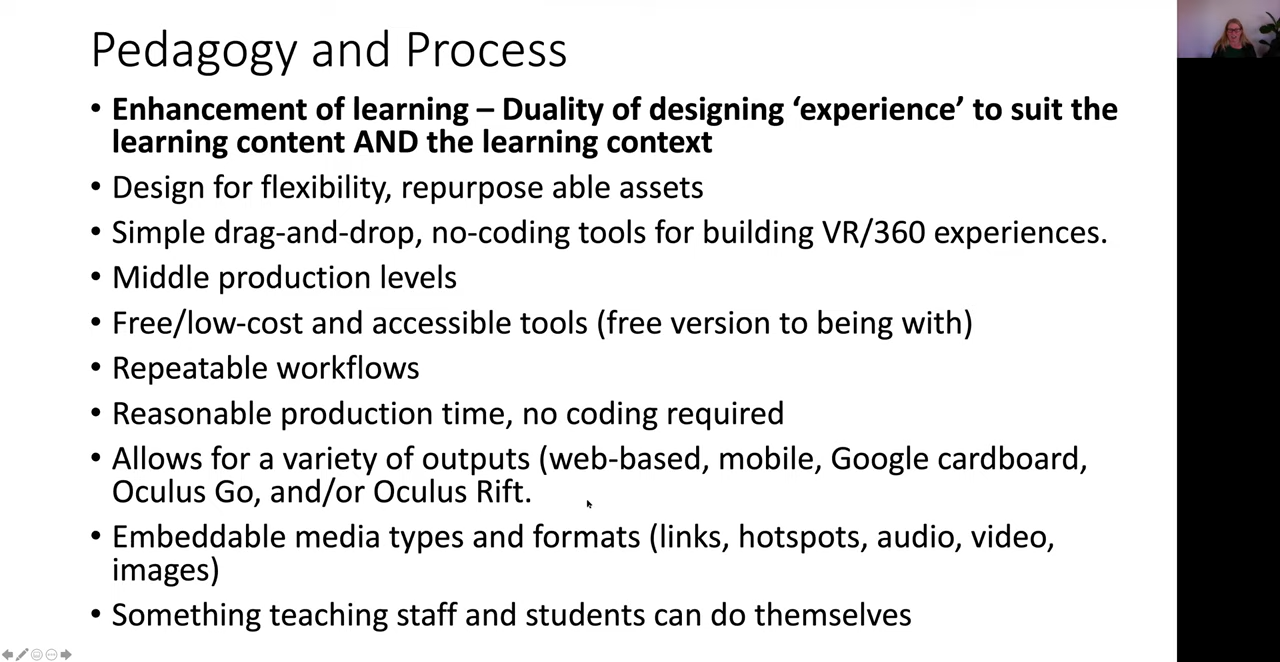 Pedagogy and Process
• Enhancement of learning – Duality of designing ‘experience’ to suit the
learning content AND the learning context
• Design for flexibility, repurpose able assets
• Simple drag-and-drop, no-coding tools for building VR/360 experiences.
• Middle production levels
• Free/low-cost and accessible tools (free version to being with)
• Repeatable workflows
• Reasonable production time, no coding required
• Allows for a variety of outputs (web-based, mobile, Google cardboard,
Oculus Go, and/or Oculus Rift.
• Embeddable media types and formats (links, hotspots, audio, video,
images)
• Something teaching staff and students can do themselves